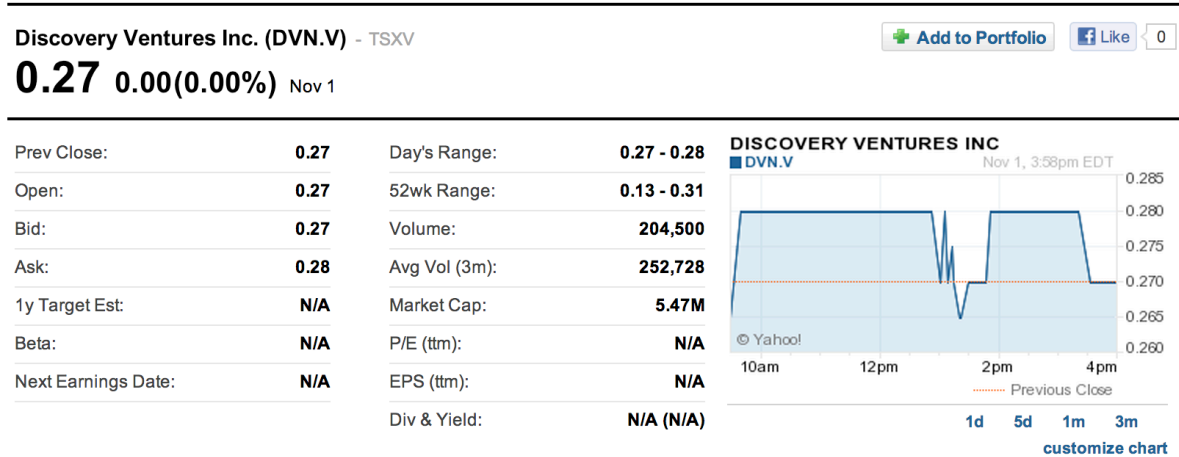 Discovery Ventures Inc. (DVN.V) - TSXV
Add to Portfolio
Like
0
0.27 0.00(0.00%) Nov 1
Prev Close: 0.27
Open: 0.27
Bid: 0.27
Ask: 0.28
1y Target Est: N/A
Beta: N/A
Next Earnings Date: N/A
Day's Range: 0.27 - 0.28
52wk Range: 0.13 - 0.31
Volume: 204,500
Avg Vol (3m): 252,728
Market Cap: 5.47M
P/E (ttm): N/A
EPS (ttm): N/A
Div & Yield: N/A (N/A)
DISCOVERY VENTURES INC
DVN.V Nov 1, 3:58pm EDT
0.285
0.280
0.275
0.270
0.265
0.260
© Yahoo!
10am 12pm 2pm 4pm
Previous Close
1d 5d 1m 3m
customize chart